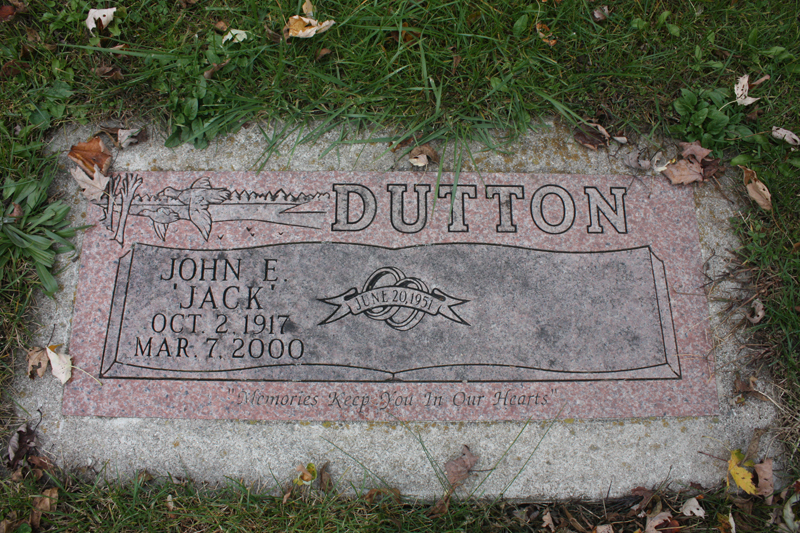 DUTTON
JOHN E.
'JACK'
OCT. 2, 1917
MAR. 7, 2000
JUNE 20, 1951
"Memories Keep You In Our Hearts"